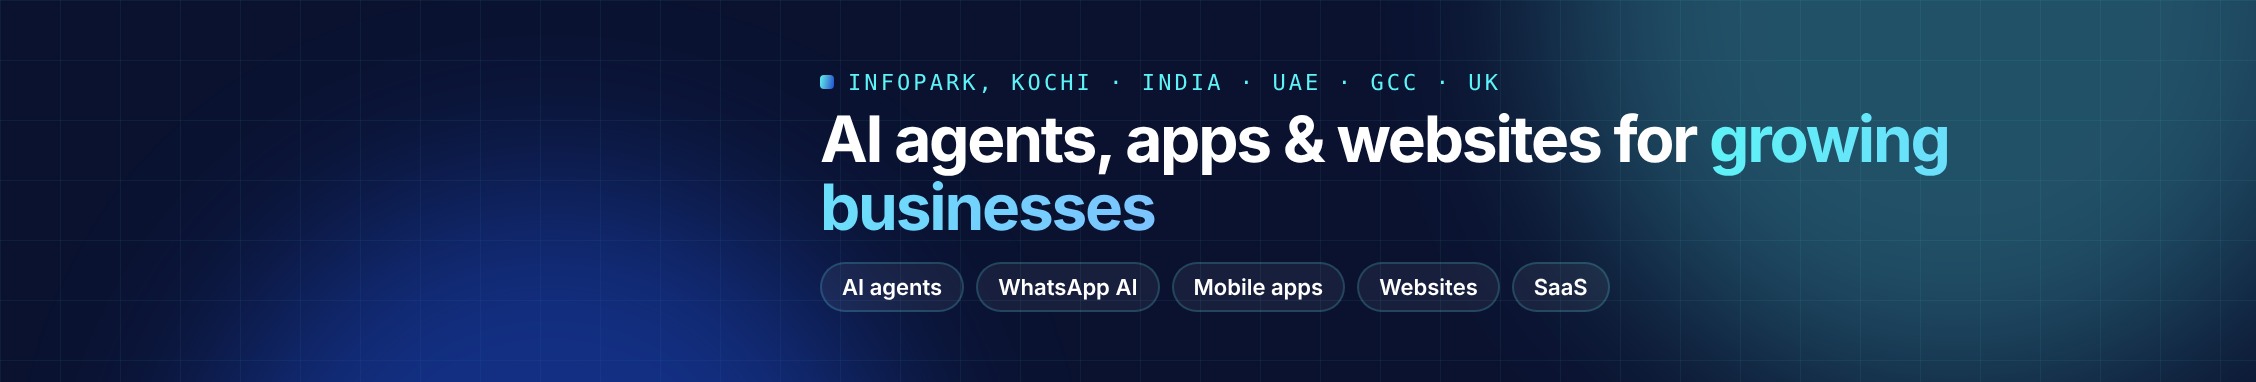 INFOPARK, KOCHI · INDIA · UAE · GCC · UK
AI agents, apps & websites for growing
businesses
AI agents
WhatsApp AI
Mobile apps
Websites
SaaS